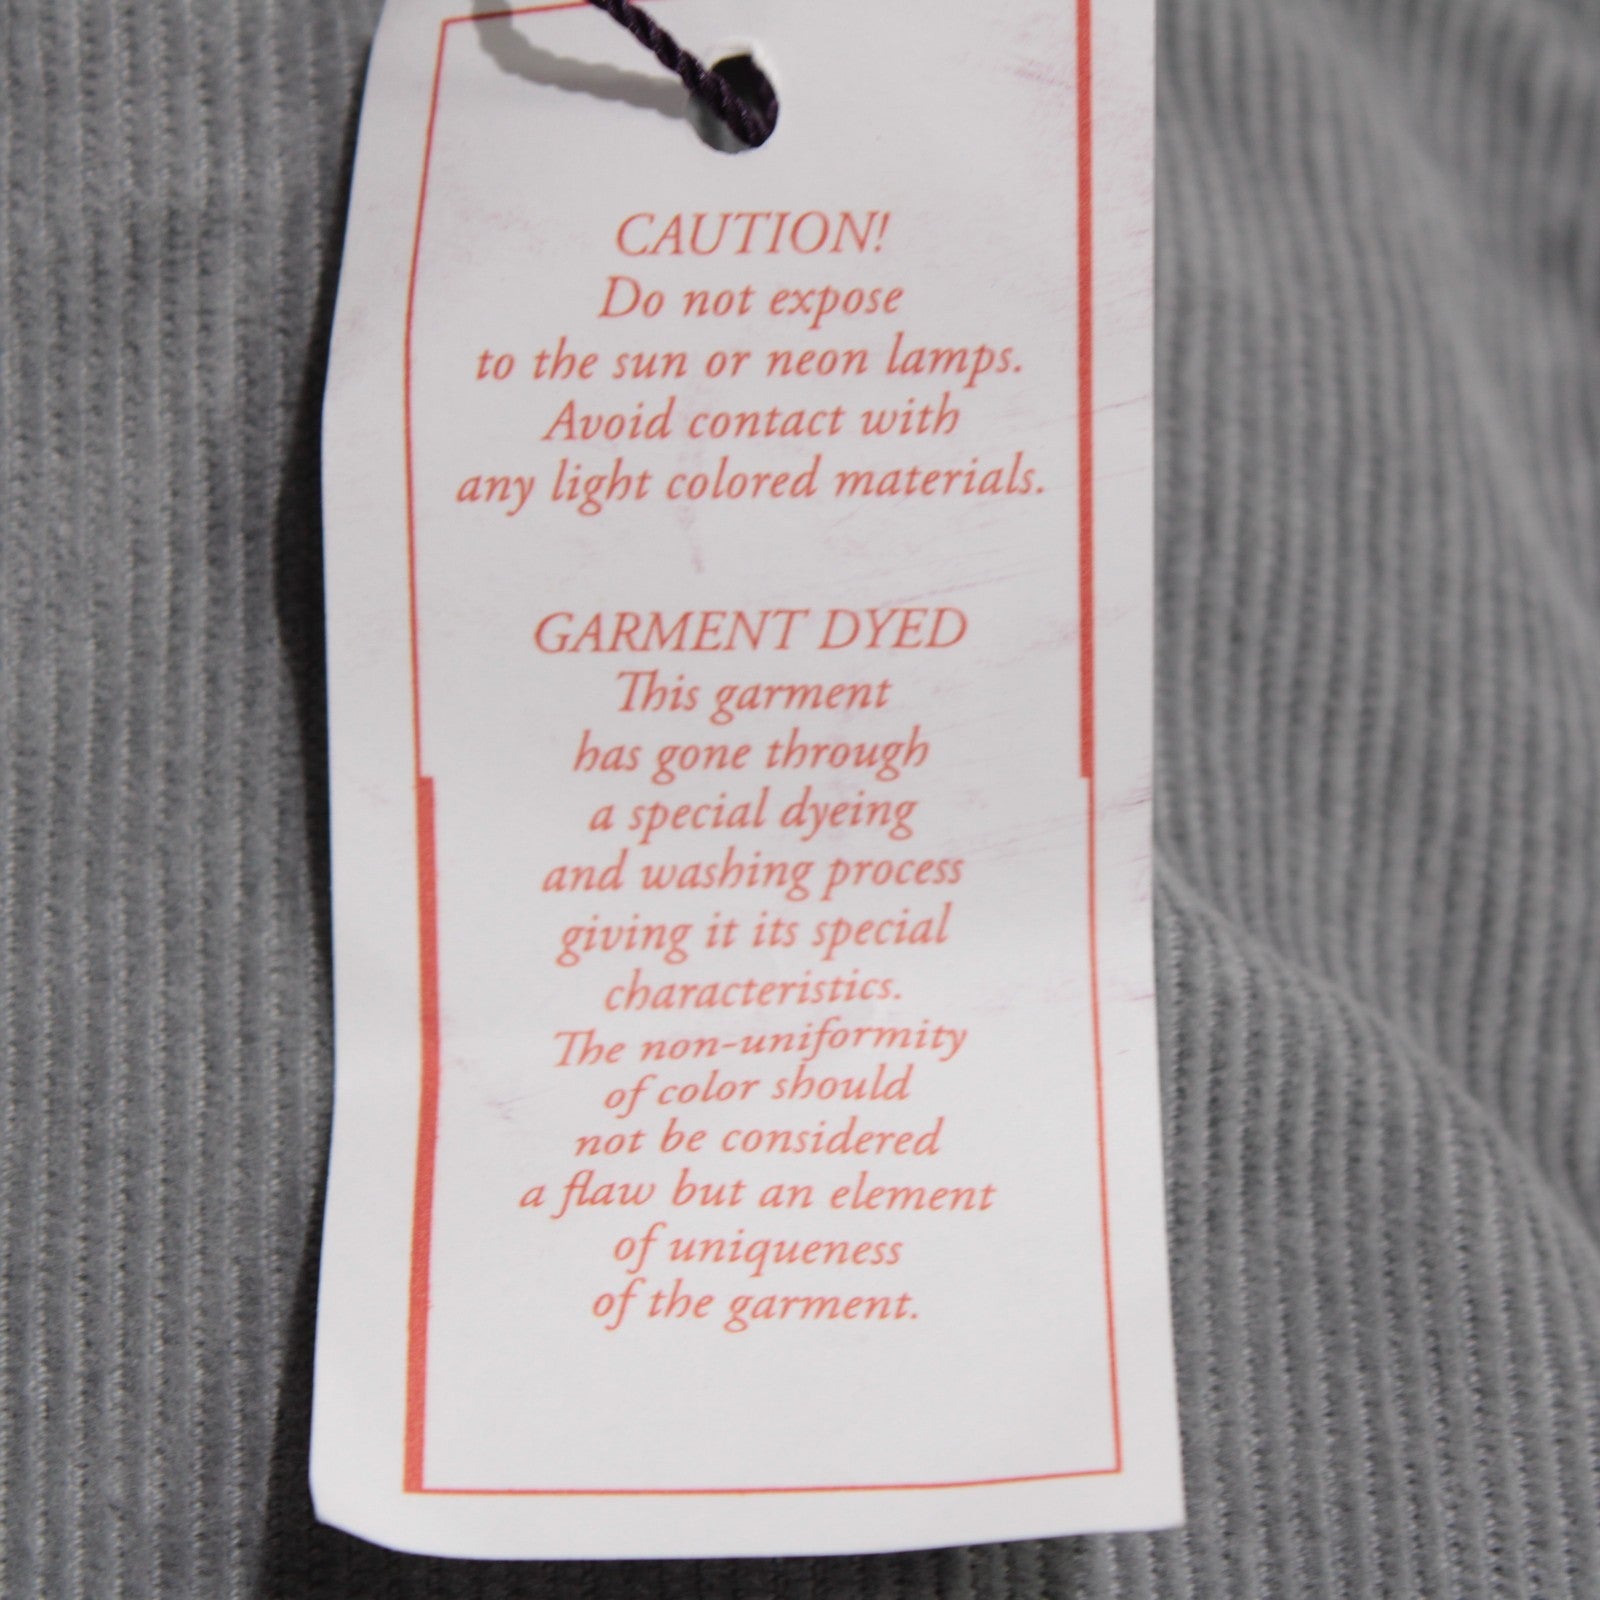 CAUTION!
Do not expose
to the sun or neon lamps.
Avoid contact with
any light colored materials.
GARMENT DYED
This garment
has gone through
a special dyeing
and washing process
giving it its special
characteristics.
The non-uniformity
of color should
not be considered
a flaw but an element
of uniqueness
of the garment.